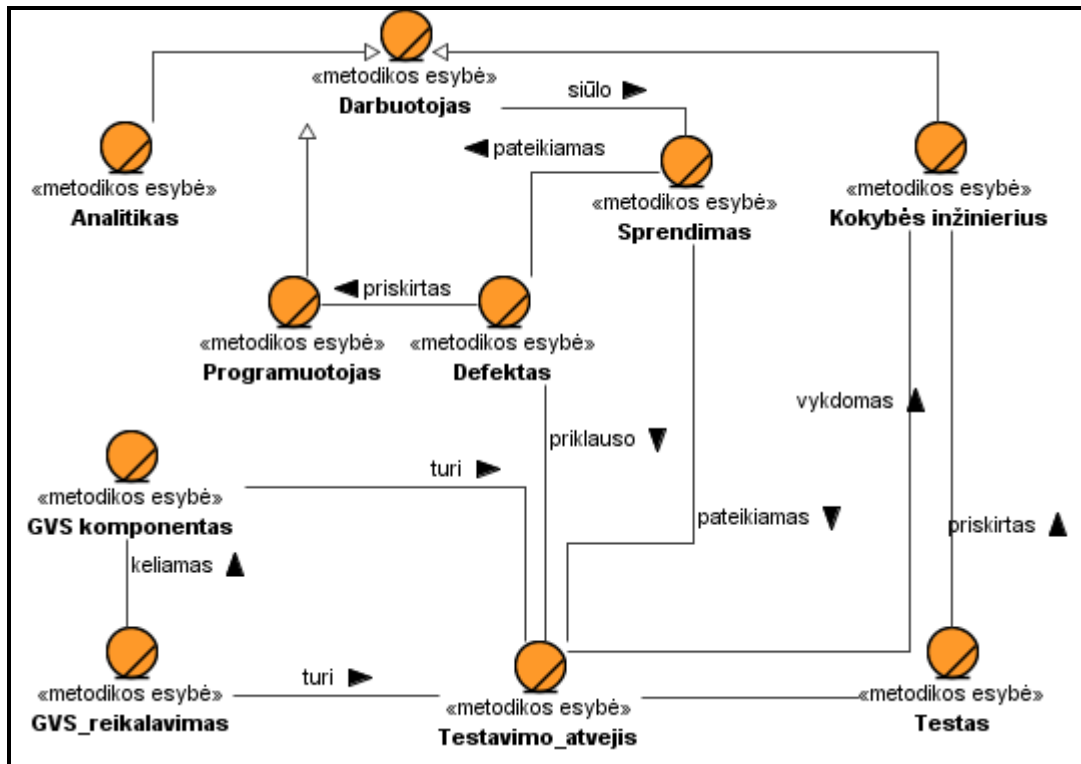 «metodikos esybė»
Darbuotojas
siūlo
pateikiamas
«metodikos esybė»
Analitikas
«metodikos esybė»
Sprendimas
«metodikos esybė»
Kokybės inžinierius
priskirtas
«metodikos esybė»
Programuotojas
«metodikos esybė»
Defektas
vykdomas
priklauso
turi
«metodikos esybė»
GVS komponentas
pateikiamas
priskirtas
keliamas
turi
«metodikos esybė»
GVS_reikalavimas
«metodikos esybė»
Testavimo_atvejis
«metodikos esybė»
Testas